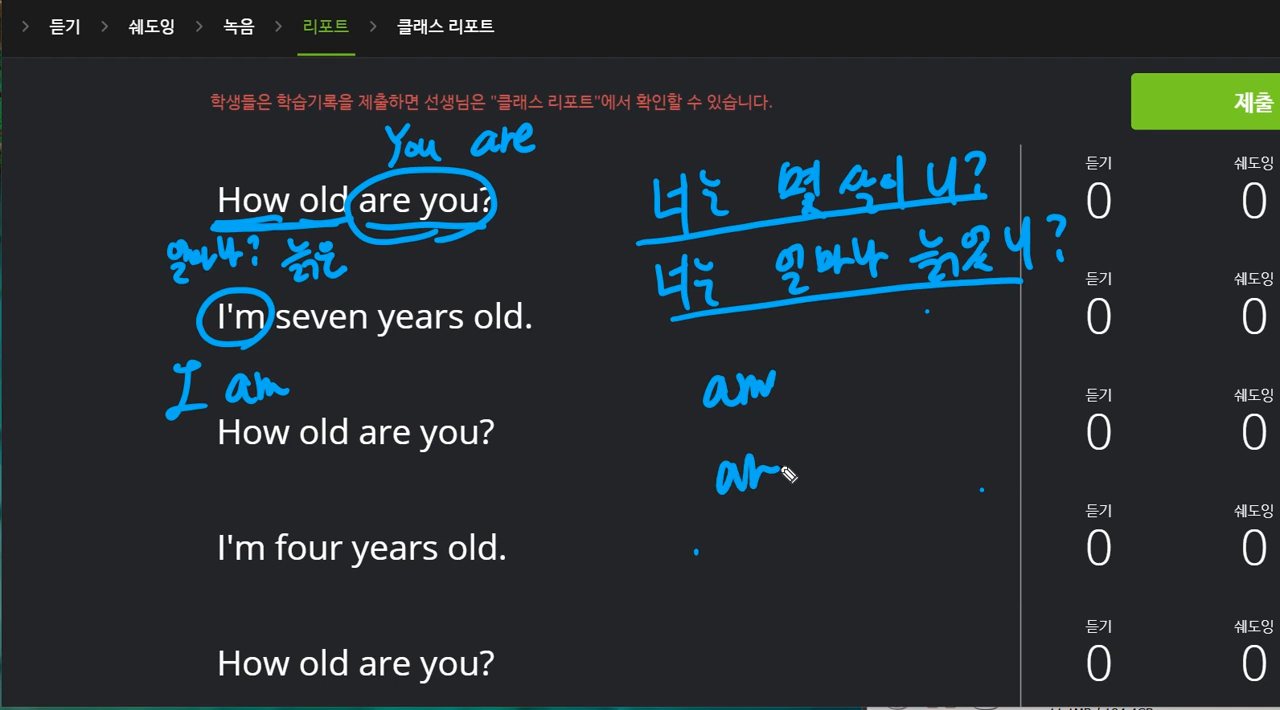 듣기 쉐도잉 녹음 리포트 클래스 리포트
학생들은 학습기록을 제출하면 선생님은 "클래스 리포트"에서 확인할 수 있습니다.
제출
You are
How old are you?
너는 몇 살이니?
듣기 쉐도잉
0 0
얼마나? 늙은
너는 얼마나 늙었니?
I'm seven years old.
듣기 쉐도잉
0 0
I am
am
How old are you?
듣기 쉐도잉
0 0
ar
I'm four years old.
듣기 쉐도잉
0 0
How old are you?
듣기 쉐도잉
0 0